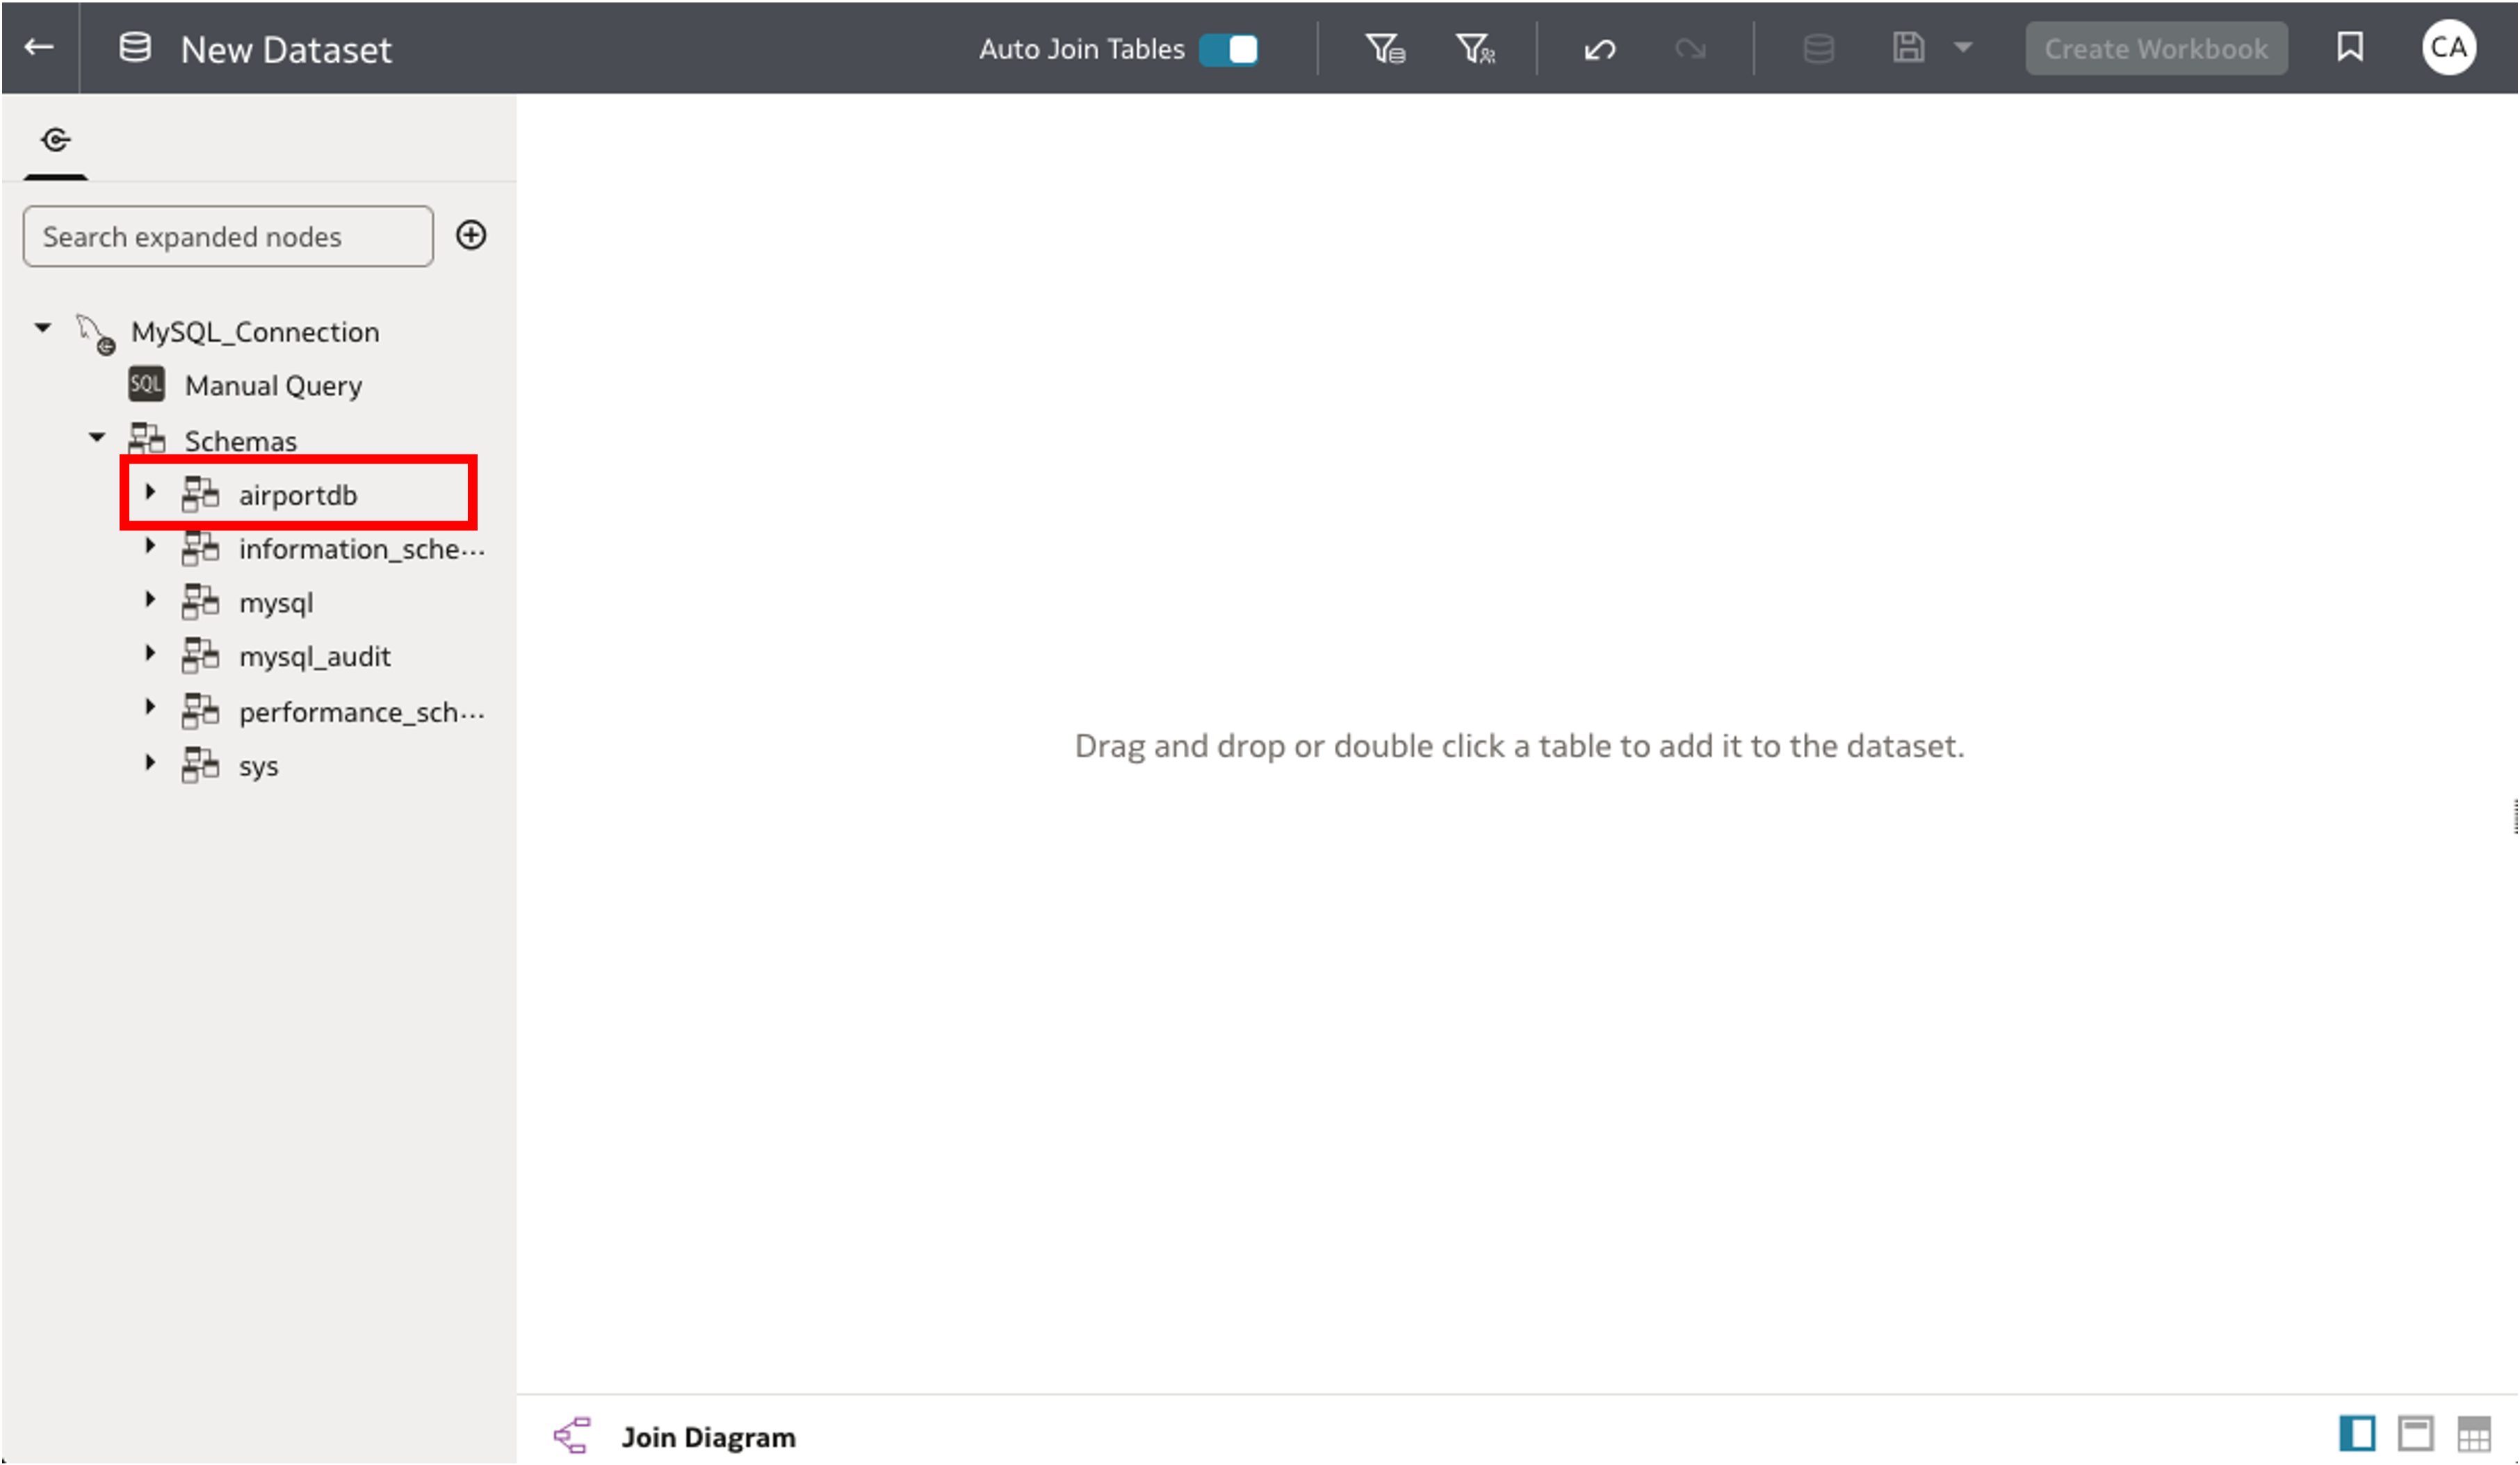 New Dataset
Auto Join Tables
Create Workbook
CA
Search expanded nodes
MySQL_Connection
SQL
Manual Query
Schemas
airportdb
information_sche...
mysql
mysql_audit
performance_sch...
sys
Drag and drop or double click a table to add it to the dataset.
Join Diagram